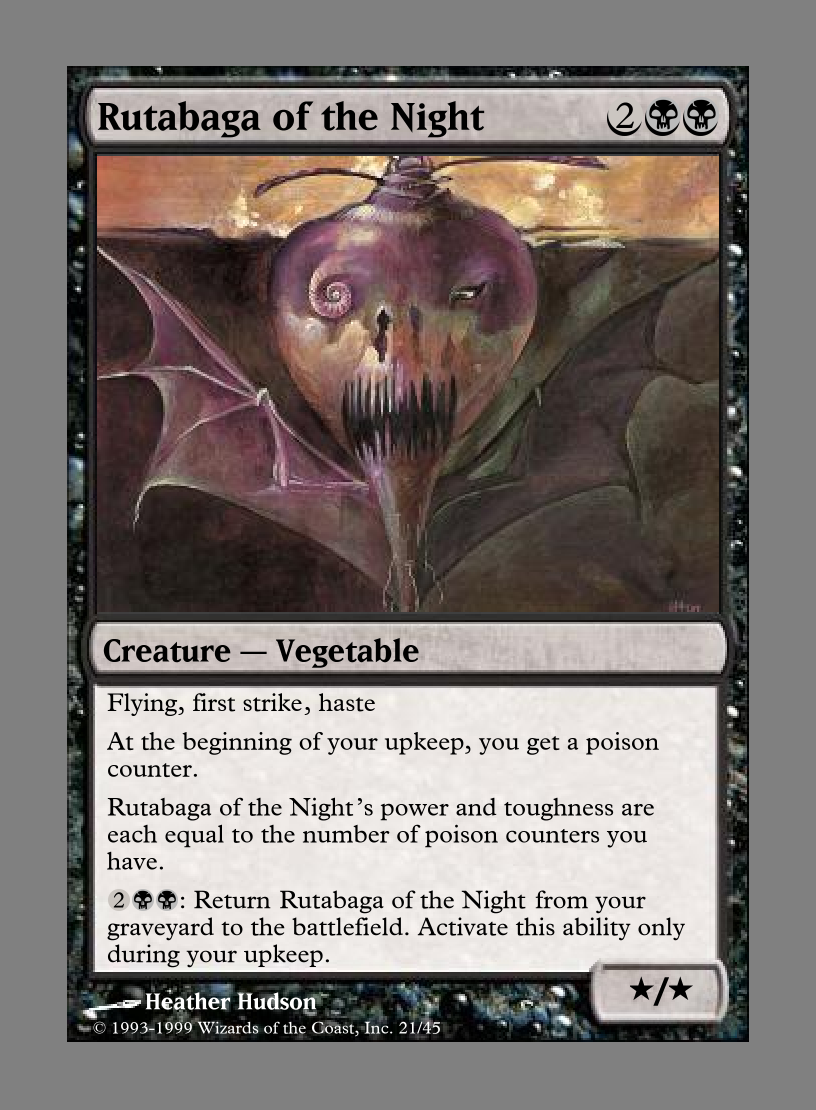 Rutabaga of the Night 2
Creature — Vegetable
Flying, first strike, haste
At the beginning of your upkeep, you get a poison
counter.
Rutabaga of the Night's power and toughness are
each equal to the number of poison counters you
have.
2: Return Rutabaga of the Night from your
graveyard to the battlefield. Activate this ability only
during your upkeep.
★/★
Heather Hudson
© 1993-1999 Wizards of the Coast, Inc. 21/45